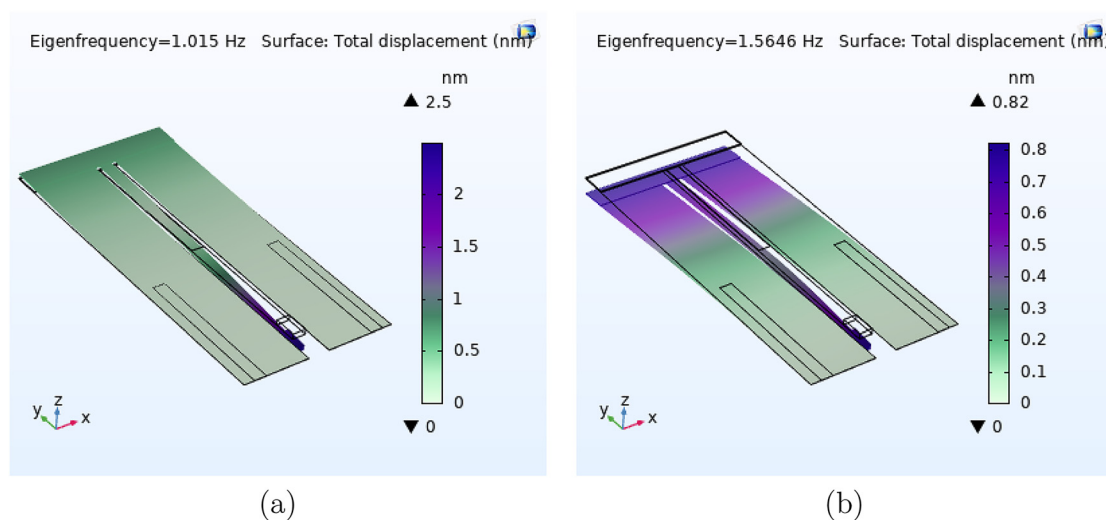 Eigenfrequency=1.015 Hz   Surface: Total displacement (nm)
nm
▲ 2.5
2
1.5
1
0.5
0
▼ 0
y z x
(a)
Eigenfrequency=1.5646 Hz   Surface: Total displacement (nm)
nm
▲ 0.82
0.8
0.7
0.6
0.5
0.4
0.3
0.2
0.1
0
▼ 0
y z x
(b)